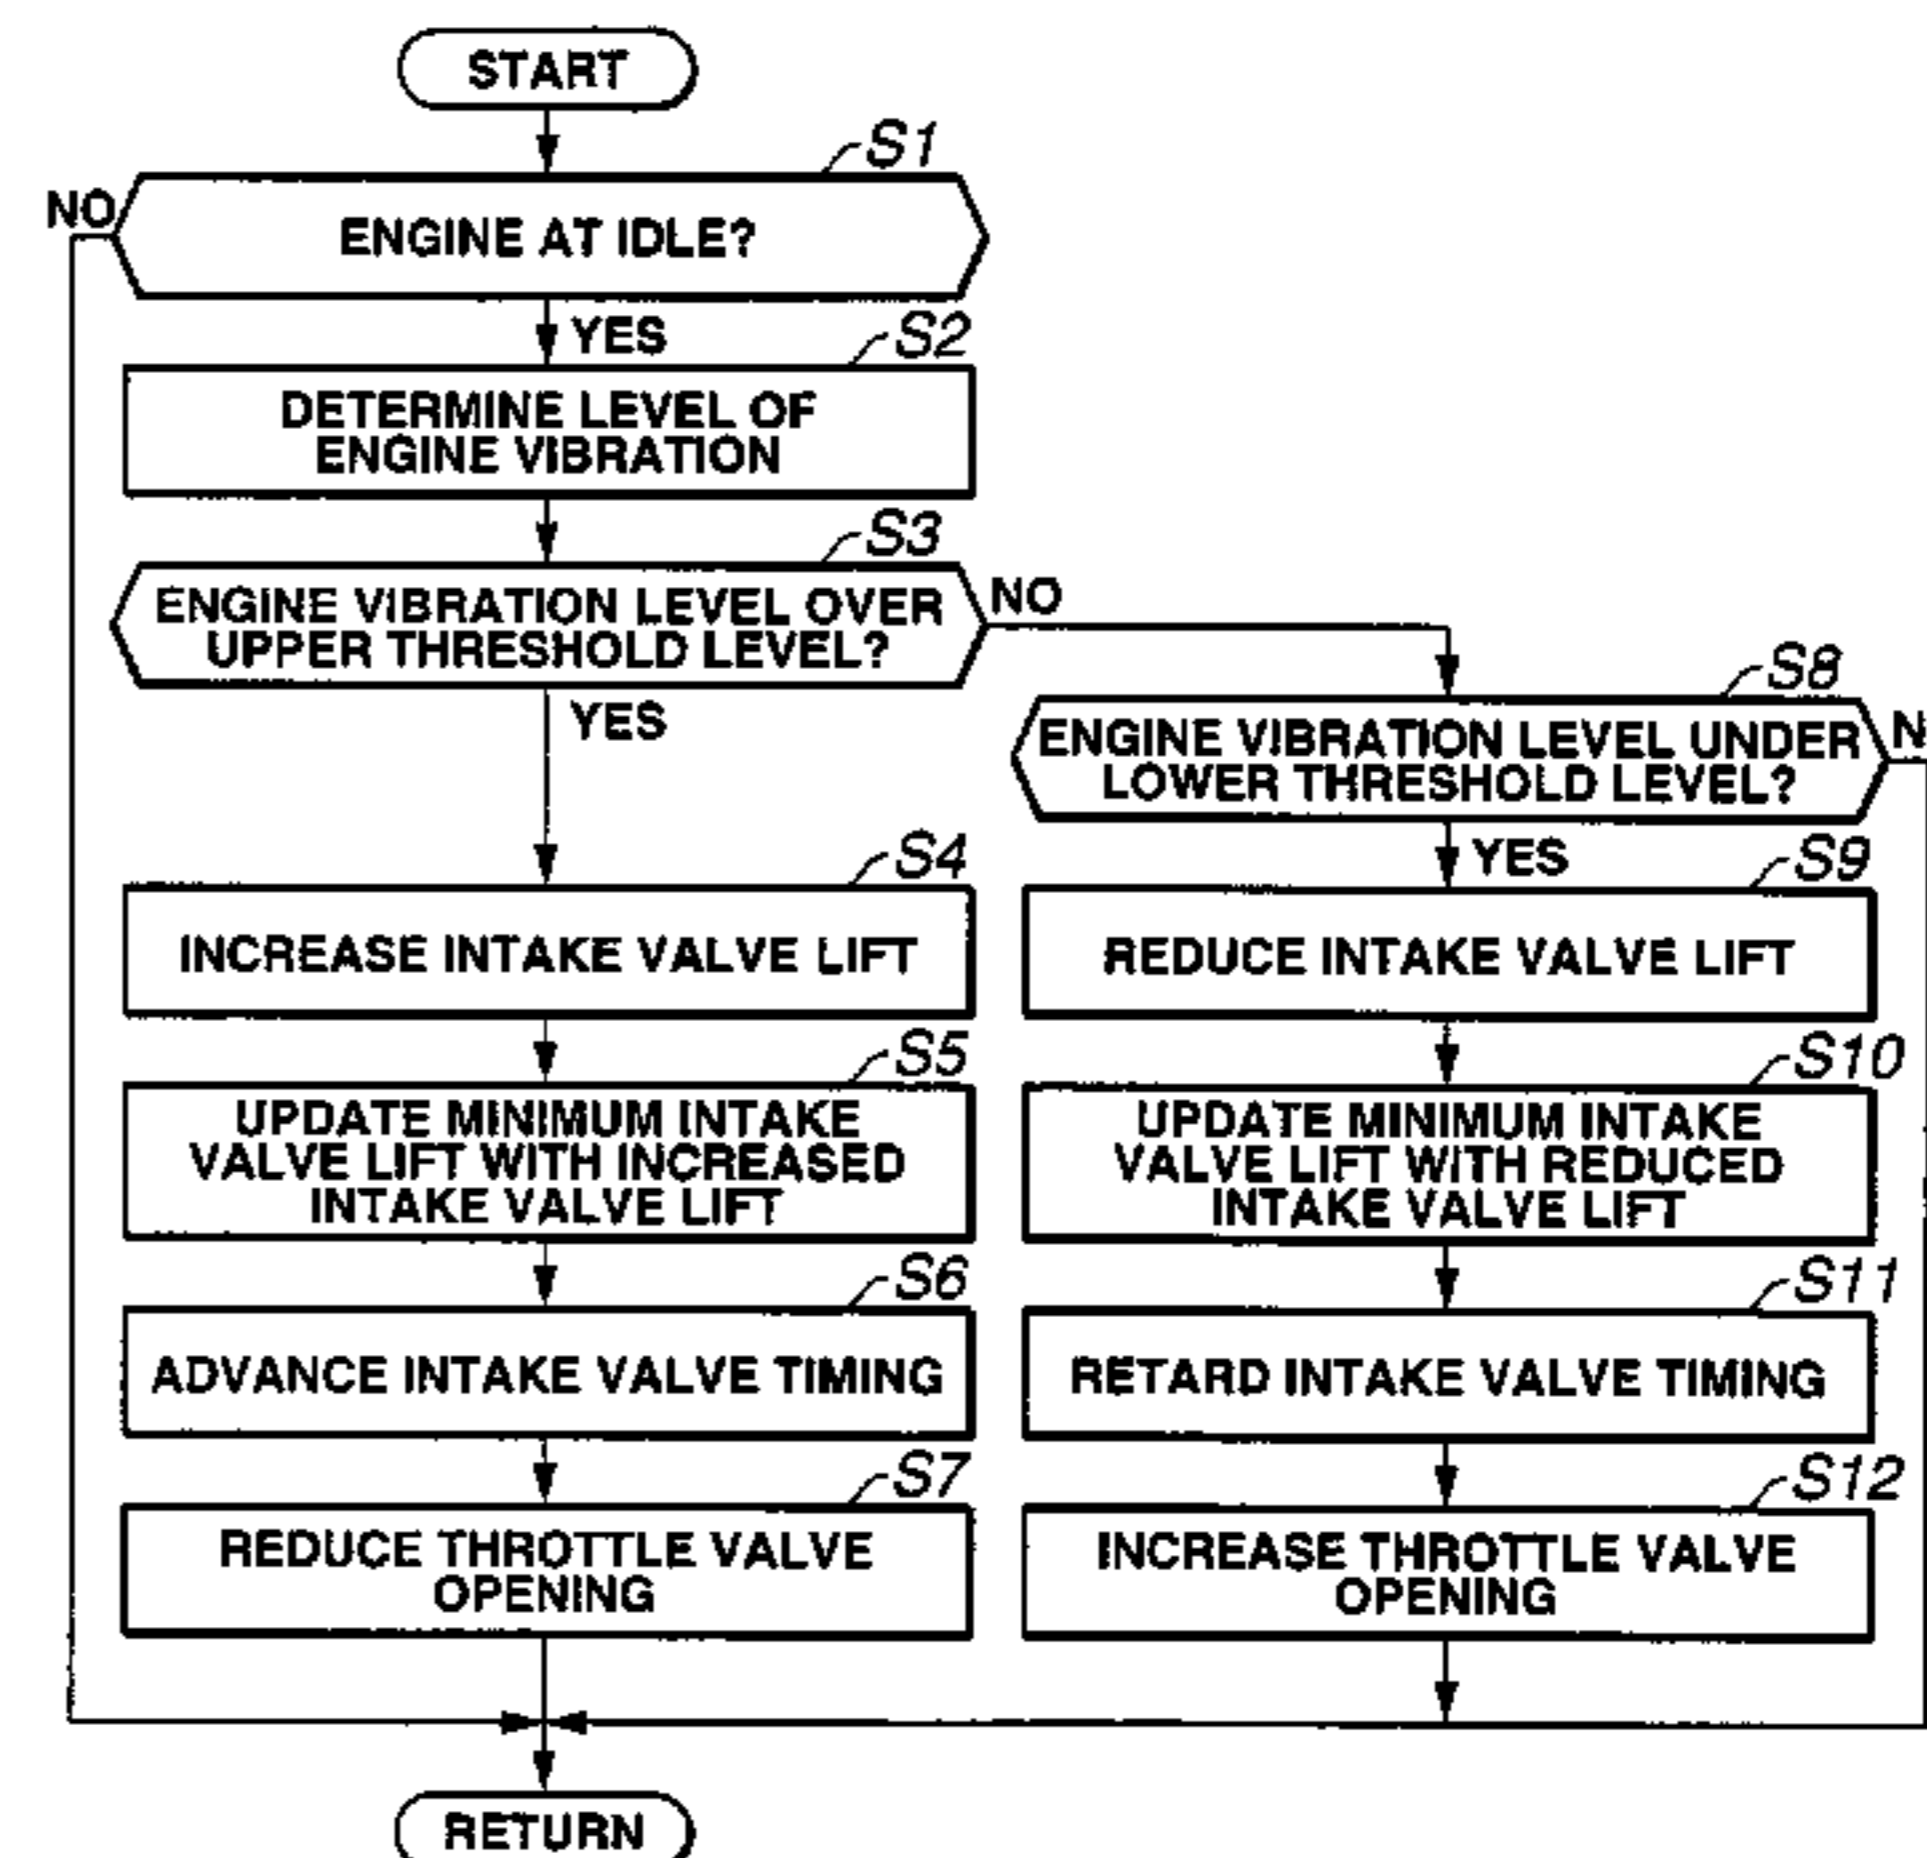 START
S1
NO
ENGINE AT IDLE?
YES
S2
DETERMINE LEVEL OF
ENGINE VIBRATION
S3
ENGINE VIBRATION LEVEL OVER
UPPER THRESHOLD LEVEL?
NO
YES
S8
ENGINE VIBRATION LEVEL UNDER
LOWER THRESHOLD LEVEL?
N
YES
S4
INCREASE INTAKE VALVE LIFT
S9
REDUCE INTAKE VALVE LIFT
S5
UPDATE MINIMUM INTAKE
VALVE LIFT WITH INCREASED
INTAKE VALVE LIFT
S10
UPDATE MINIMUM INTAKE
VALVE LIFT WITH REDUCED
INTAKE VALVE LIFT
S6
ADVANCE INTAKE VALVE TIMING
S11
RETARD INTAKE VALVE TIMING
S7
REDUCE THROTTLE VALVE
OPENING
S12
INCREASE THROTTLE VALVE
OPENING
RETURN